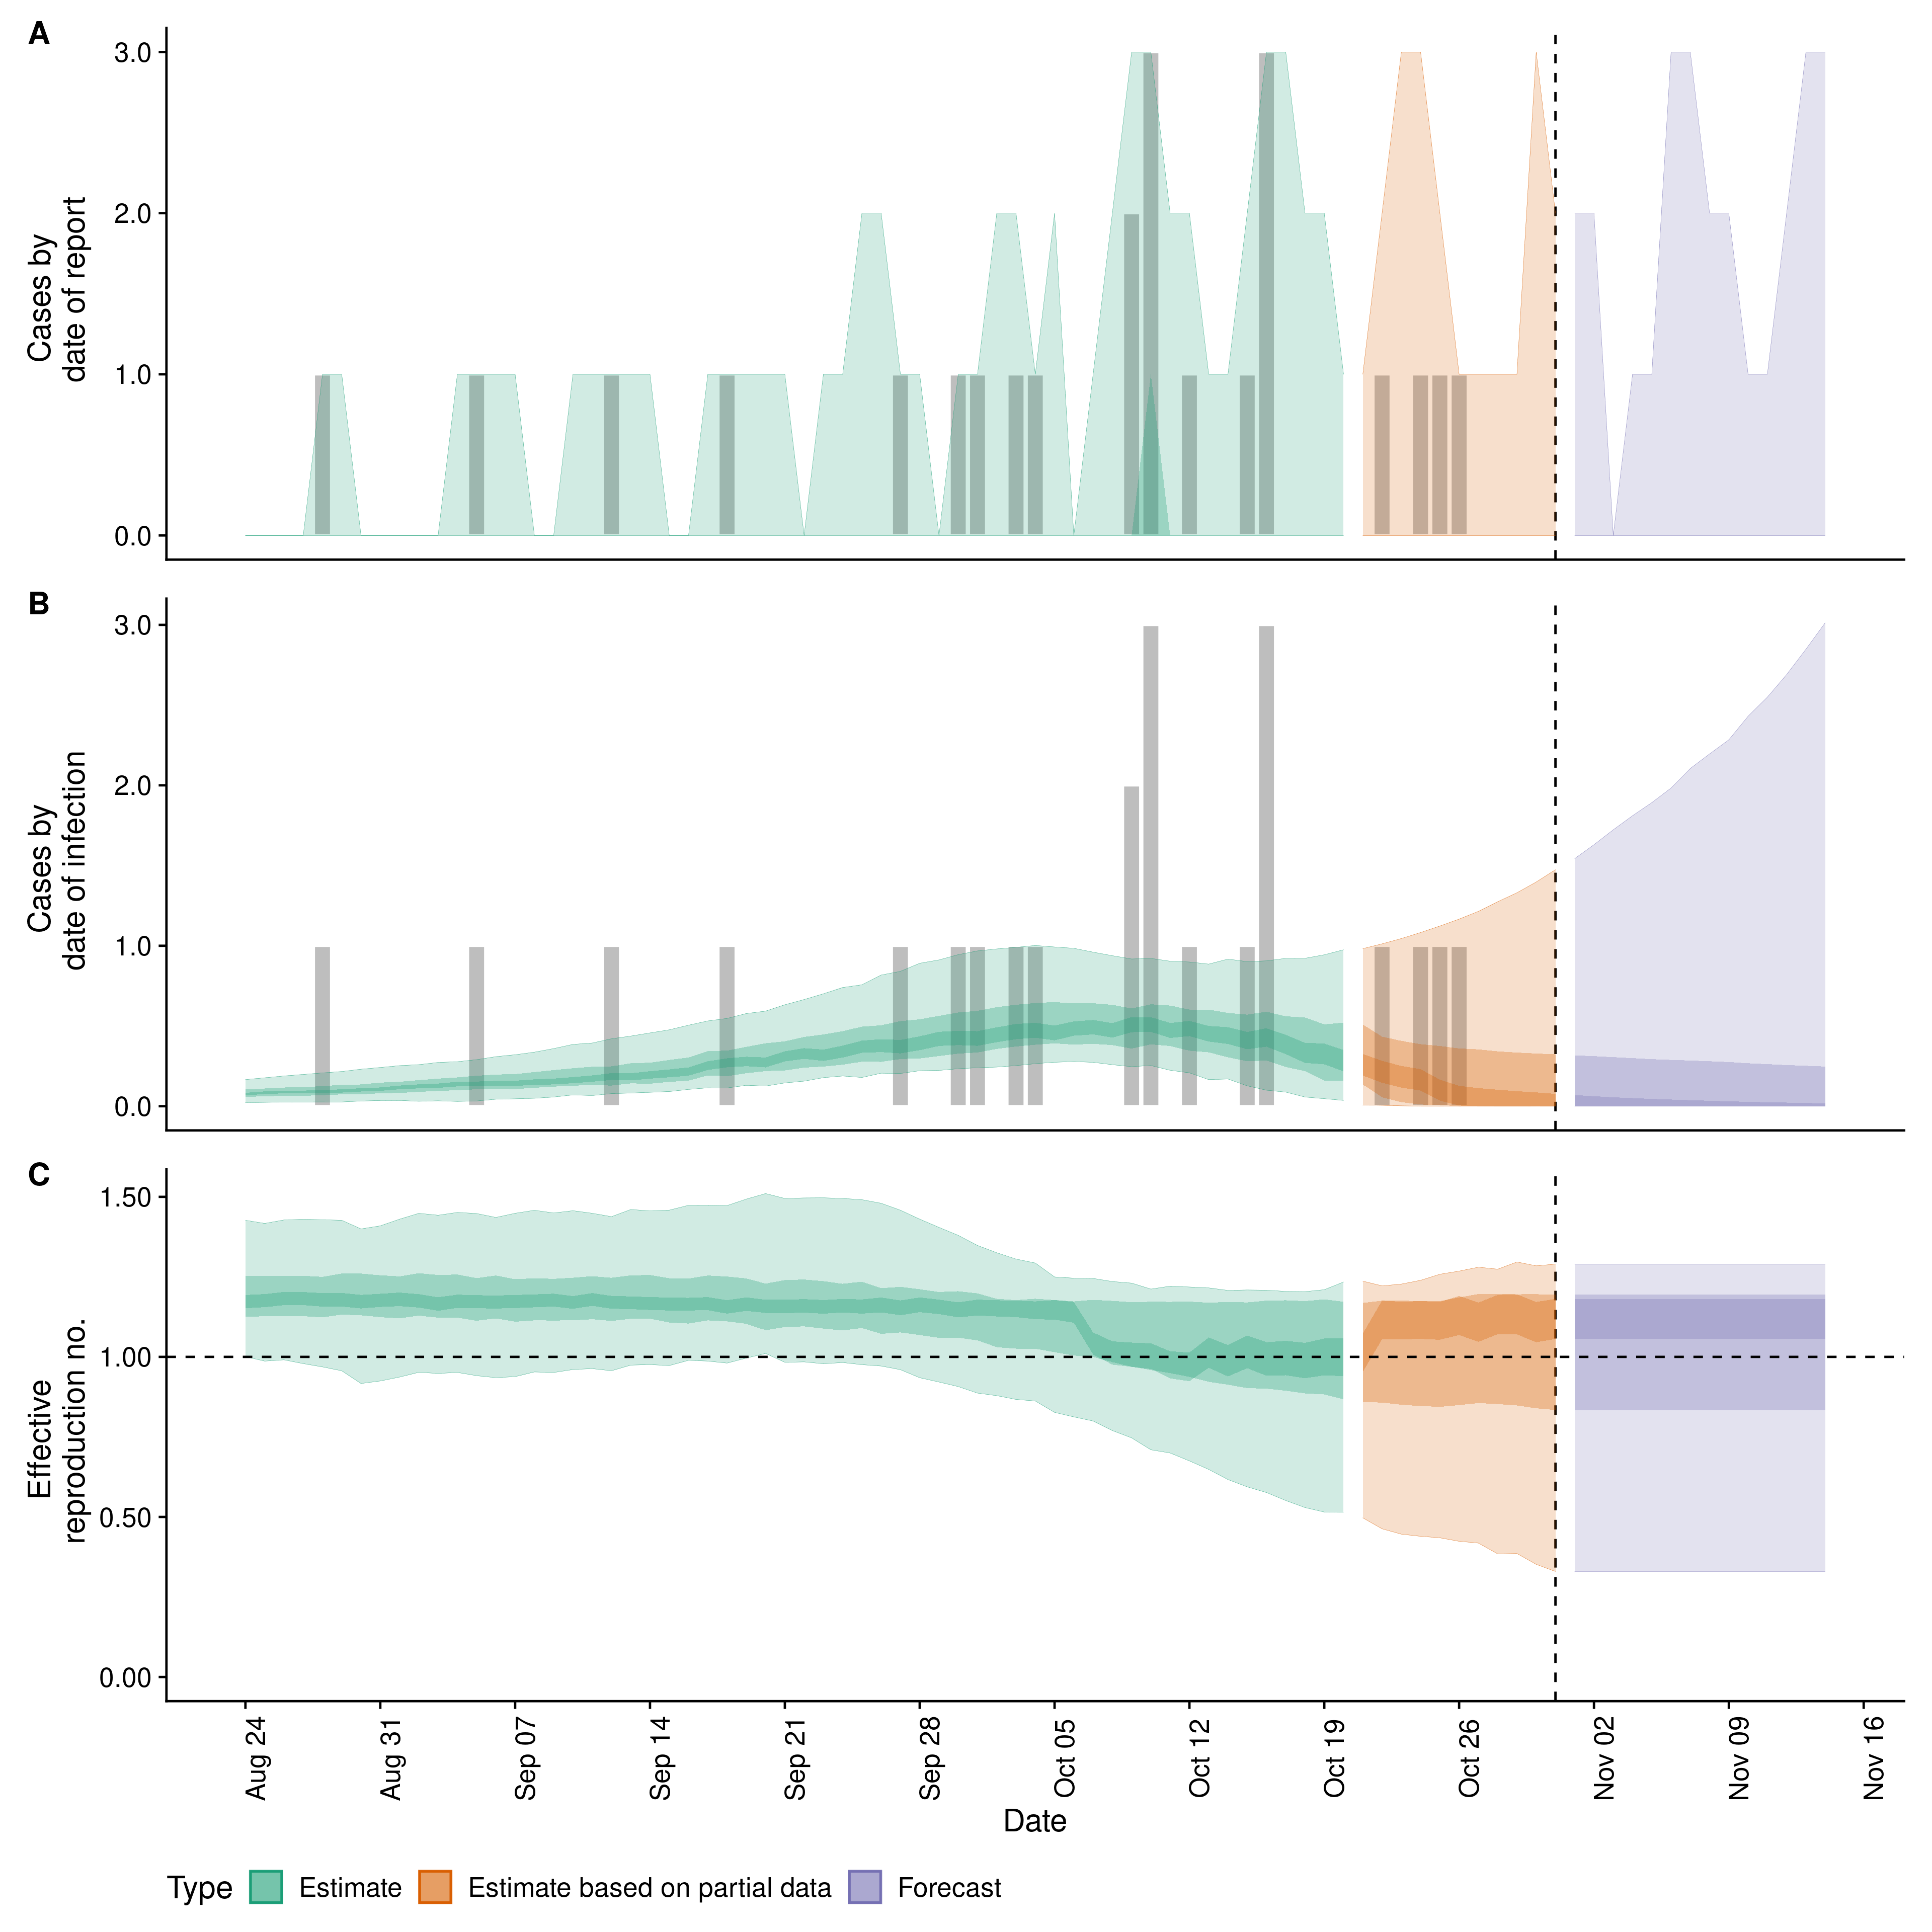 A
3.0
2.0
1.0
0.0
Cases by
date of report
B
3.0
2.0
1.0
0.0
Cases by
date of infection
C
1.50
1.00
0.50
0.00
Effective
reproduction no.
Aug 24
Aug 31
Sep 07
Sep 14
Sep 21
Sep 28
Oct 05
Oct 12
Oct 19
Oct 26
Nov 02
Nov 09
Nov 16
Date
Type Estimate Estimate based on partial data Forecast